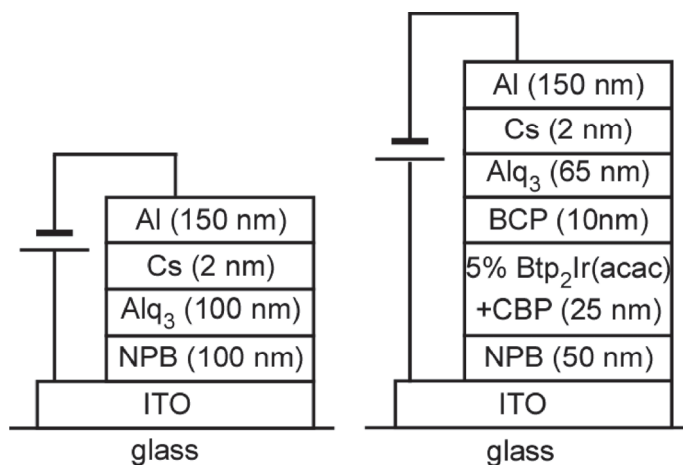 Al (150 nm)
Cs (2 nm)
Alq₃ (100 nm)
NPB (100 nm)
ITO
glass
Al (150 nm)
Cs (2 nm)
Alq₃ (65 nm)
BCP (10nm)
5% Btp₂Ir(acac)
+CBP (25 nm)
NPB (50 nm)
ITO
glass